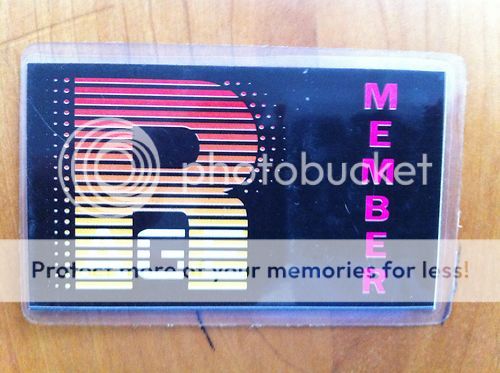 R
G
MEMBER
photobucket
Protect more of your memories for less!